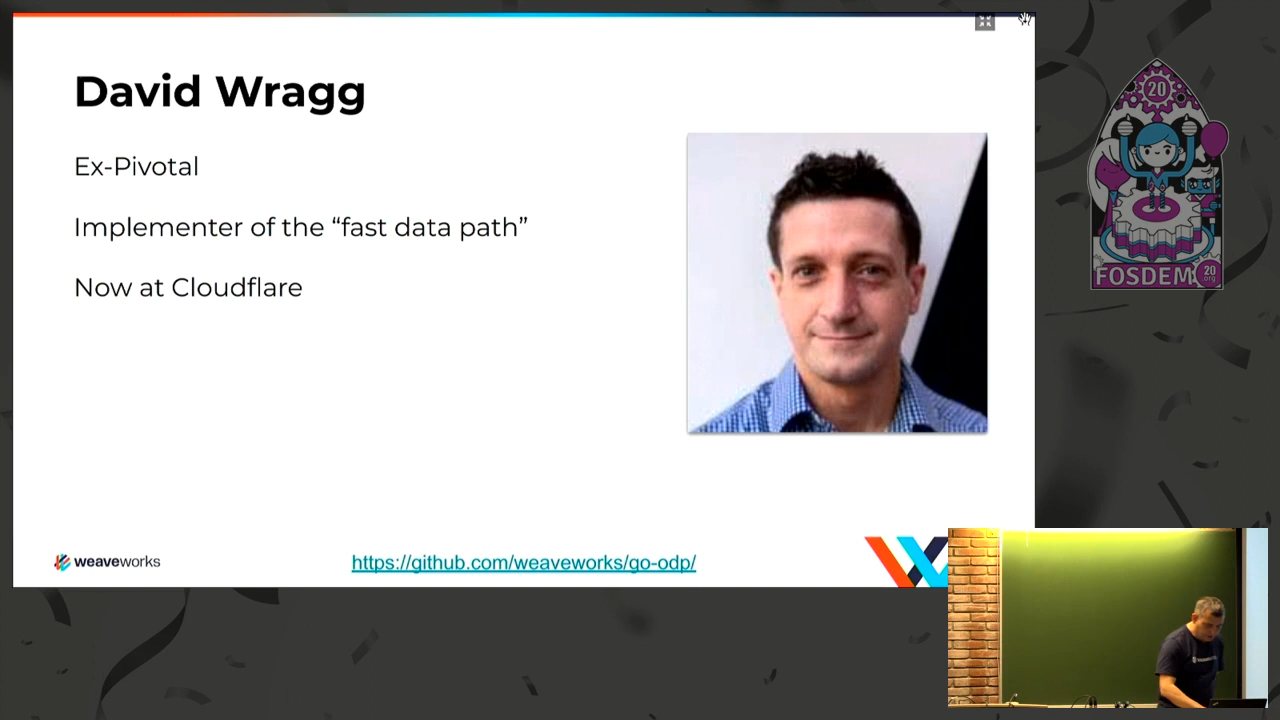 David Wragg
Ex-Pivotal
Implementer of the “fast data path”
Now at Cloudflare
weaveworks
https://github.com/weaveworks/go-odp/
20
FOSDEM
20
org